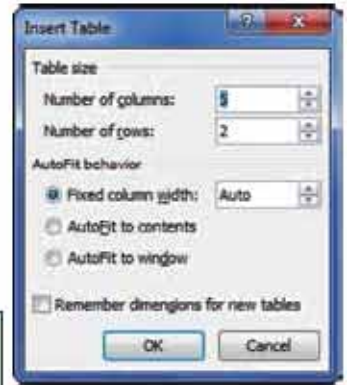 Insert Table
Table size
Number of columns: 5
Number of rows: 2
AutoFit behavior
Fixed column width: Auto
AutoFit to contents
AutoFit to window
Remember dimensions for new tables
OK Cancel